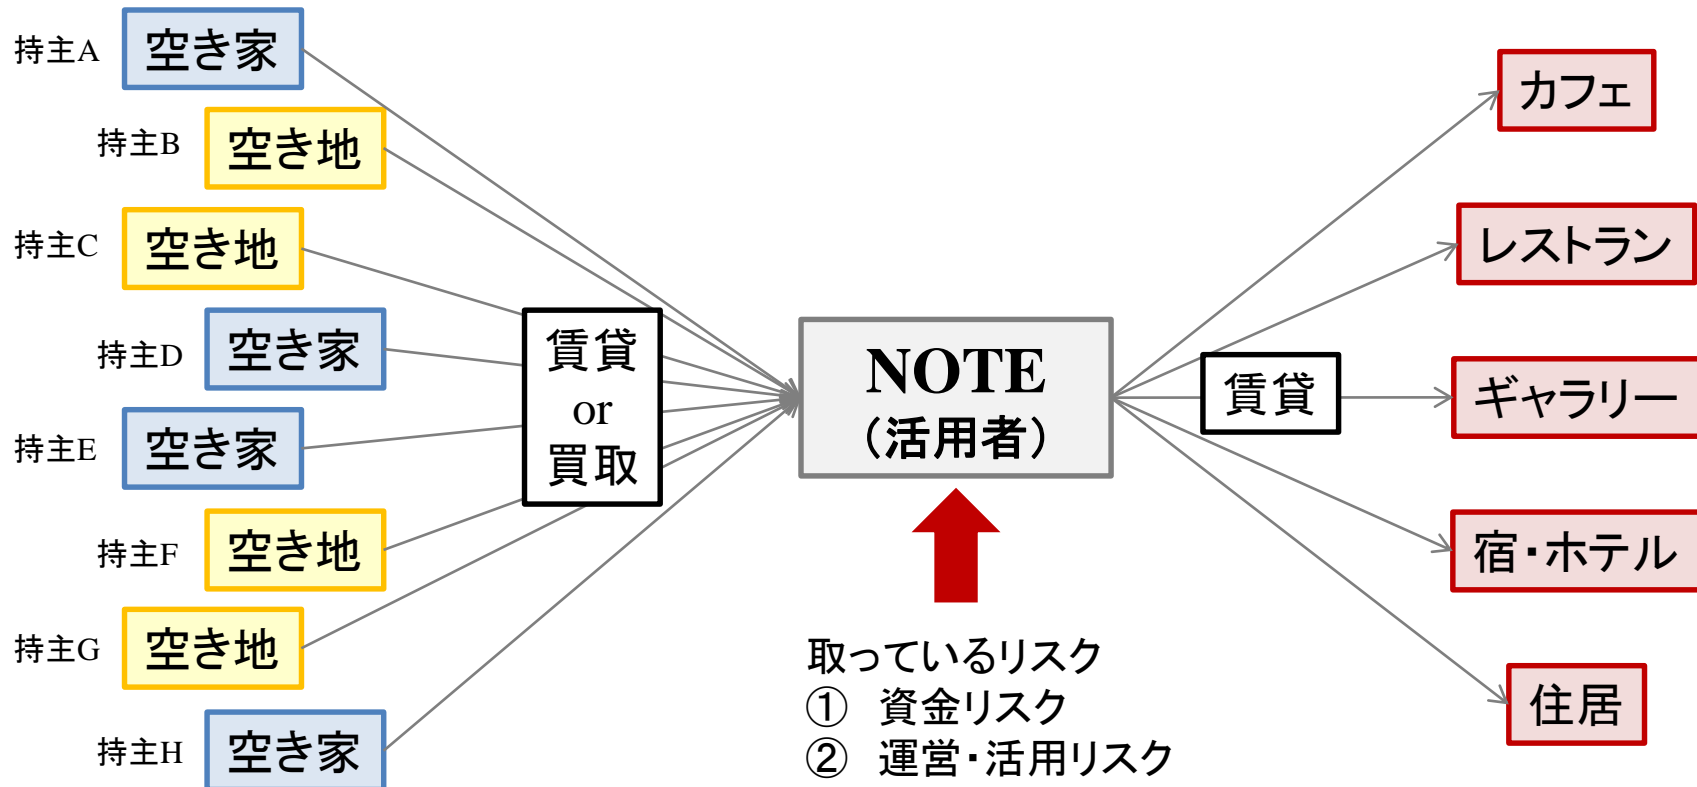 持主A 空き家
持主B 空き地
持主C 空き地
持主D 空き家
持主E 空き家
持主F 空き地
持主G 空き地
持主H 空き家
賃貸
or
買取
NOTE
（活用者）
取っているリスク
① 資金リスク
② 運営・活用リスク
賃貸
カフェ
レストラン
ギャラリー
宿・ホテル
住居